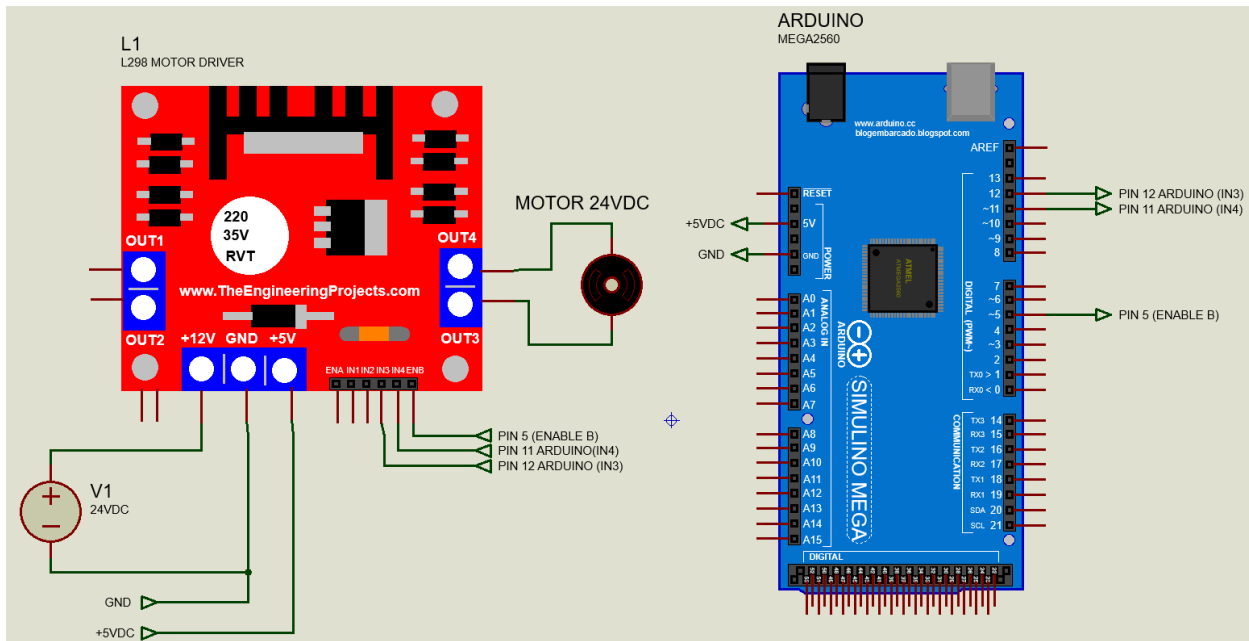 L1
L298 MOTOR DRIVER
220
35V
RVT
OUT1
OUT4
www.TheEngineeringProjects.com
OUT2
+12V GND +5V
OUT3
ENA IN1 IN2 IN3 IN4 ENB
MOTOR 24VDC
PIN 5 (ENABLE B)
PIN 11 ARDUINO(IN4)
PIN 12 ARDUINO (IN3)
V1
24VDC
+
−
GND
+5VDC
ARDUINO
MEGA2560
www.arduino.cc
blogembarcado.blogspot.com
AREF
RESET
5V
GND
POWER
+5VDC
GND
13
12
~11
~10
~9
8
PIN 12 ARDUINO (IN3)
PIN 11 ARDUINO (IN4)
ATMEL
ATMEGA2560
7
~6
~5
4
~3
2
TX0 > 1
RX0 < 0
DIGITAL (PWM~)
PIN 5 (ENABLE B)
A0
A1
A2
A3
A4
A5
A6
A7
ANALOG IN
ARDUINO
SIMULINO MEGA
A8
A9
A10
A11
A12
A13
A14
A15
TX3 14
RX3 15
TX2 16
RX2 17
TX1 18
RX1 19
SDA 20
SCL 21
COMMUNICATION
DIGITAL